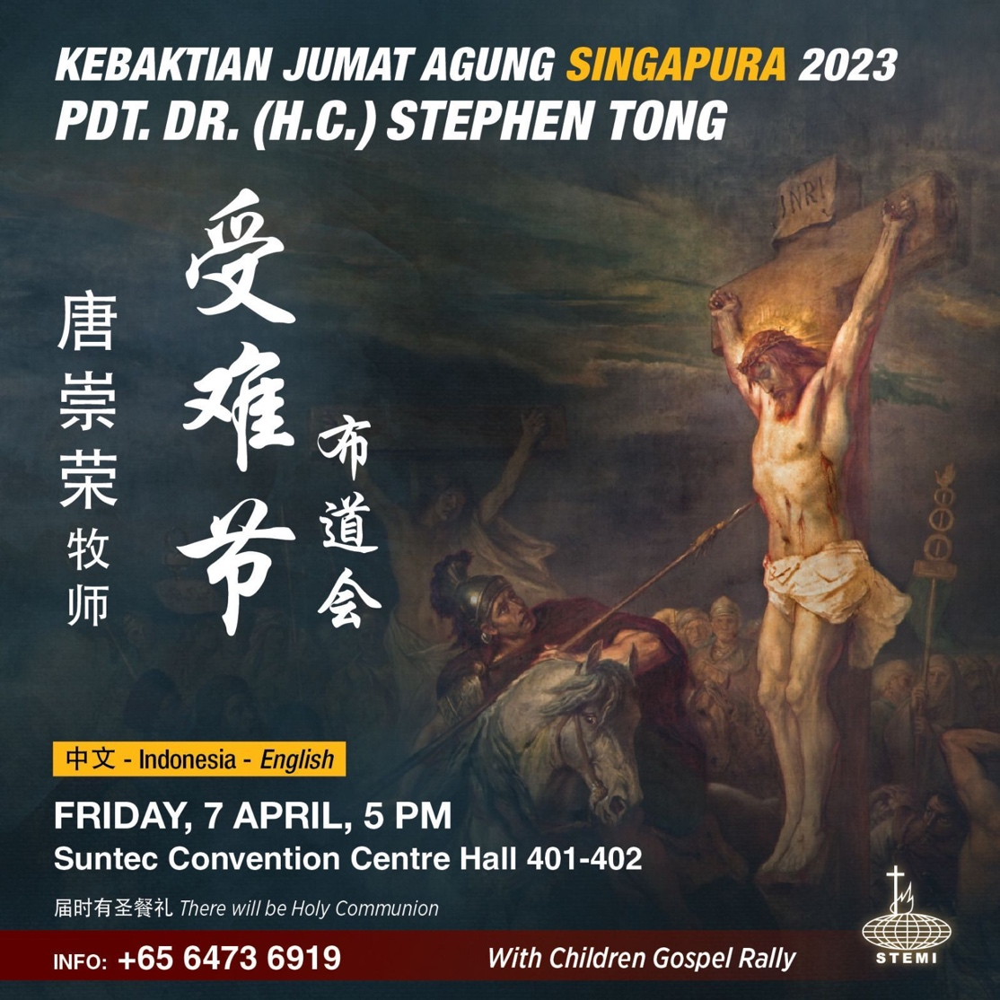 KEBAKTIAN JUMAT AGUNG SINGAPURA 2023
PDT. DR. (H.C.) STEPHEN TONG
INRI
受难节
布道会
唐崇荣牧师
中文 - Indonesia - English
FRIDAY, 7 APRIL, 5 PM
Suntec Convention Centre Hall 401-402
届时有圣餐礼 There will be Holy Communion
INFO: +65 6473 6919
With Children Gospel Rally
STEMI